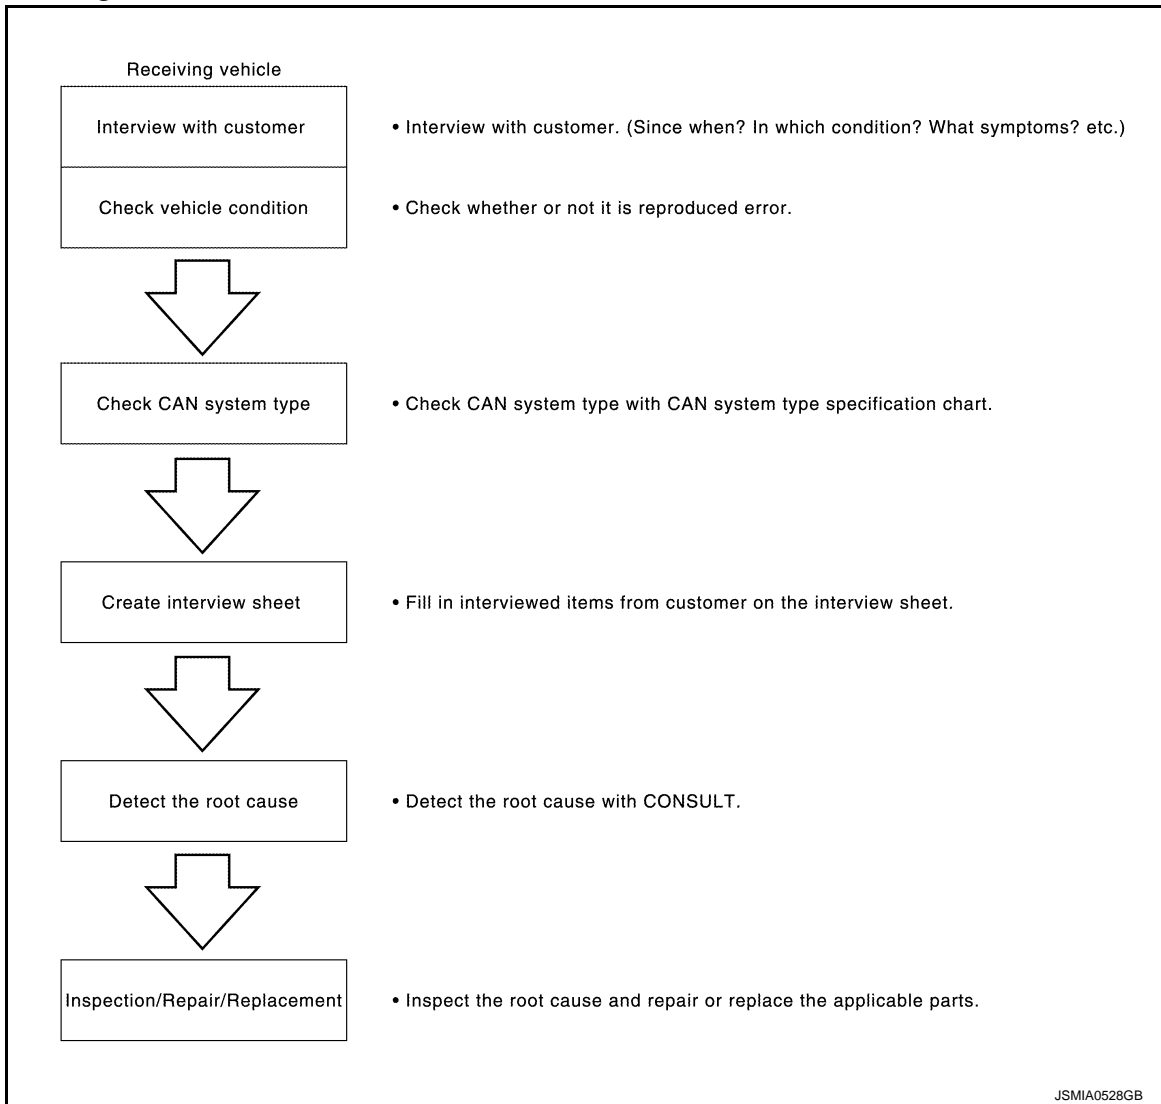 Receiving vehicle
Interview with customer
• Interview with customer. (Since when? In which condition? What symptoms? etc.)
Check vehicle condition
• Check whether or not it is reproduced error.
Check CAN system type
• Check CAN system type with CAN system type specification chart.
Create interview sheet
• Fill in interviewed items from customer on the interview sheet.
Detect the root cause
• Detect the root cause with CONSULT.
Inspection/Repair/Replacement
• Inspect the root cause and repair or replace the applicable parts.
JSMIA0528GB